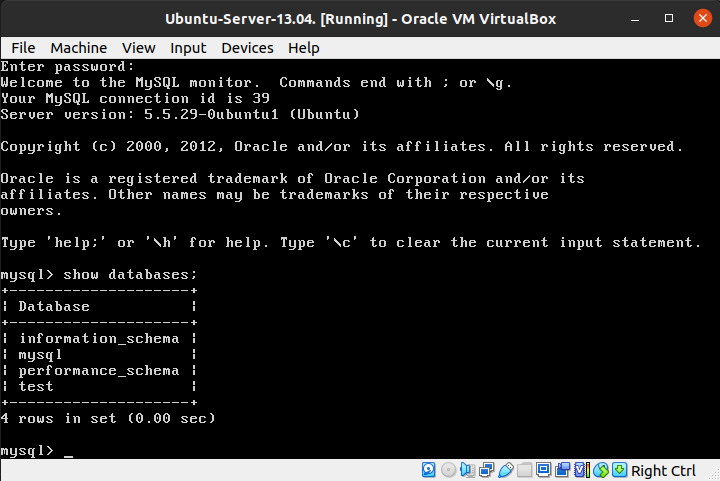 Ubuntu-Server-13.04. [Running] - Oracle VM VirtualBox
File Machine View Input Devices Help
Enter password:
Welcome to the MySQL monitor.  Commands end with ; or \g.
Your MySQL connection id is 39
Server version: 5.5.29-0ubuntu1 (Ubuntu)
Copyright (c) 2000, 2012, Oracle and/or its affiliates. All rights reserved.
Oracle is a registered trademark of Oracle Corporation and/or its
affiliates. Other names may be trademarks of their respective
owners.
Type 'help;' or '\h' for help. Type '\c' to clear the current input statement.
mysql> show databases;
+--------------------+
| Database           |
+--------------------+
| information_schema |
| mysql              |
| performance_schema |
| test               |
+--------------------+
4 rows in set (0.00 sec)
mysql> _
Right Ctrl